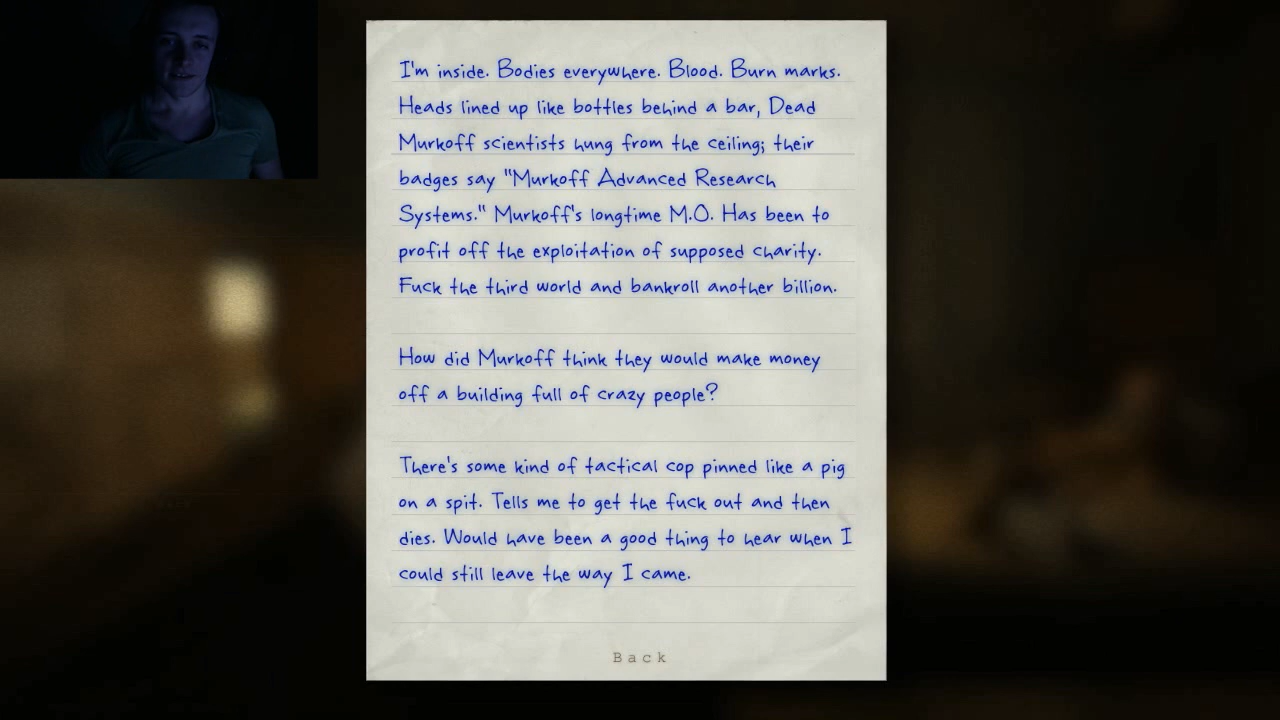 I'm inside. Bodies everywhere. Blood. Burn marks.
Heads lined up like bottles behind a bar, Dead
Murkoff scientists hung from the ceiling; their
badges say "Murkoff Advanced Research
Systems." Murkoff's longtime M.O. Has been to
profit off the exploitation of supposed charity.
Fuck the third world and bankroll another billion.
How did Murkoff think they would make money
off a building full of crazy people?
There's some kind of tactical cop pinned like a pig
on a spit. Tells me to get the fuck out and then
dies. Would have been a good thing to hear when I
could still leave the way I came.
Back